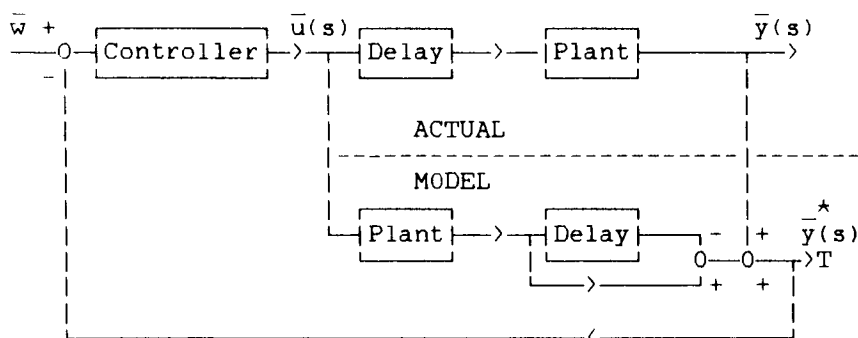 w̄ + ū(s) ȳ(s)
O Controller Delay Plant
-
ACTUAL
MODEL
- + ȳ*(s)
Plant Delay O O T
+ +